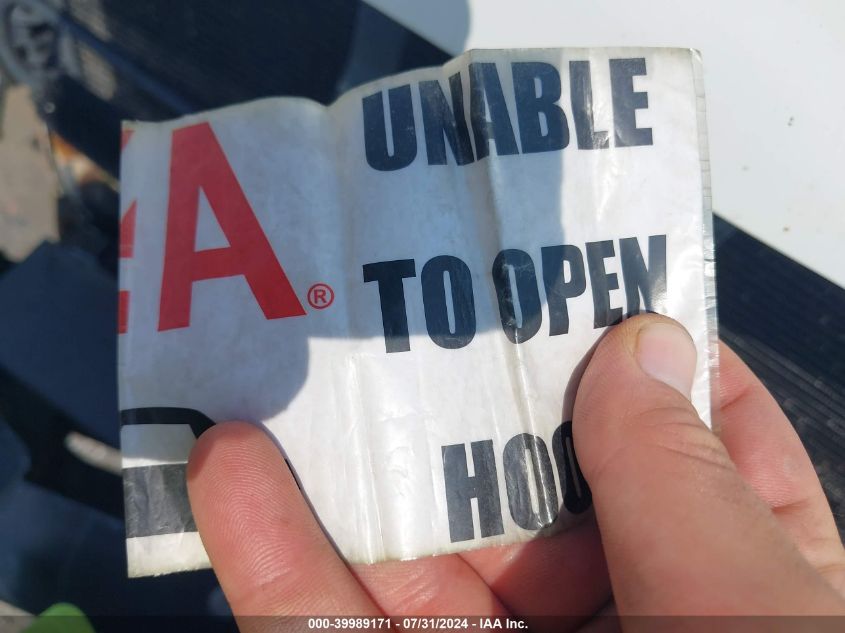 A®
UNABLE
TO OPEN
HOO
000-39989171 - 07/31/2024 - IAA Inc.